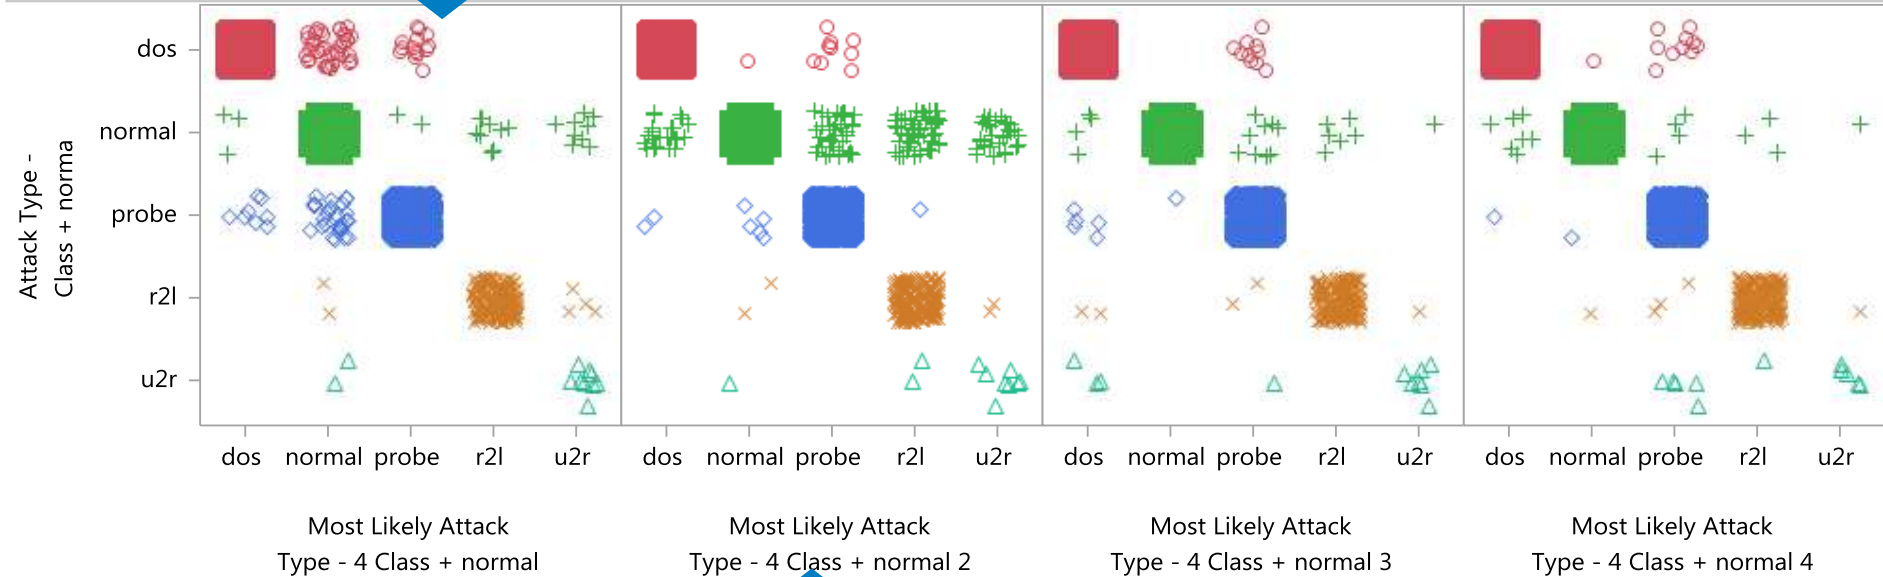 Attack Type -
Class + norma
dos
normal
probe
r2l
u2r
dos normal probe r2l u2r
dos normal probe r2l u2r
dos normal probe r2l u2r
dos normal probe r2l u2r
Most Likely Attack
Type - 4 Class + normal
Most Likely Attack
Type - 4 Class + normal 2
Most Likely Attack
Type - 4 Class + normal 3
Most Likely Attack
Type - 4 Class + normal 4